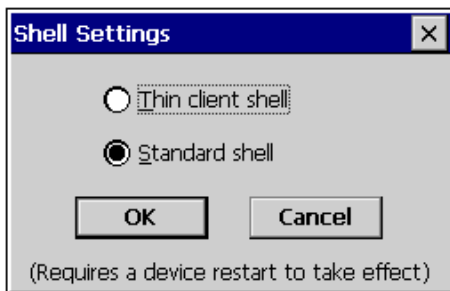 Shell Settings
Thin client shell
Standard shell
OK Cancel
(Requires a device restart to take effect)